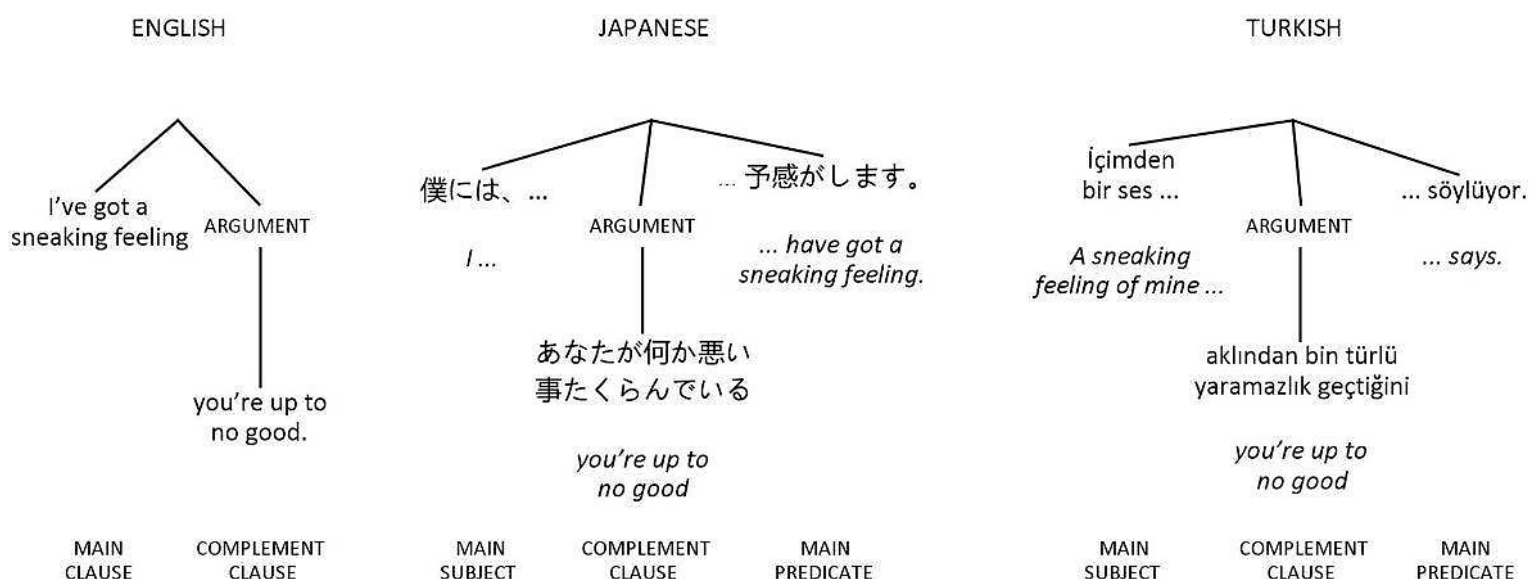 ENGLISH
JAPANESE
TURKISH
I've got a
sneaking feeling
ARGUMENT
you're up to
no good.
MAIN
CLAUSE
COMPLEMENT
CLAUSE
僕には、...
I ...
ARGUMENT
あなたが何か悪い
事たくらんでいる
you're up to
no good
... 予感がします。
... have got a
sneaking feeling.
MAIN
SUBJECT
COMPLEMENT
CLAUSE
MAIN
PREDICATE
İçimden
bir ses ...
A sneaking
feeling of mine ...
ARGUMENT
aklından bin türlü
yaramazlık geçtiğini
you're up to
no good
... söylüyor.
... says.
MAIN
SUBJECT
COMPLEMENT
CLAUSE
MAIN
PREDICATE